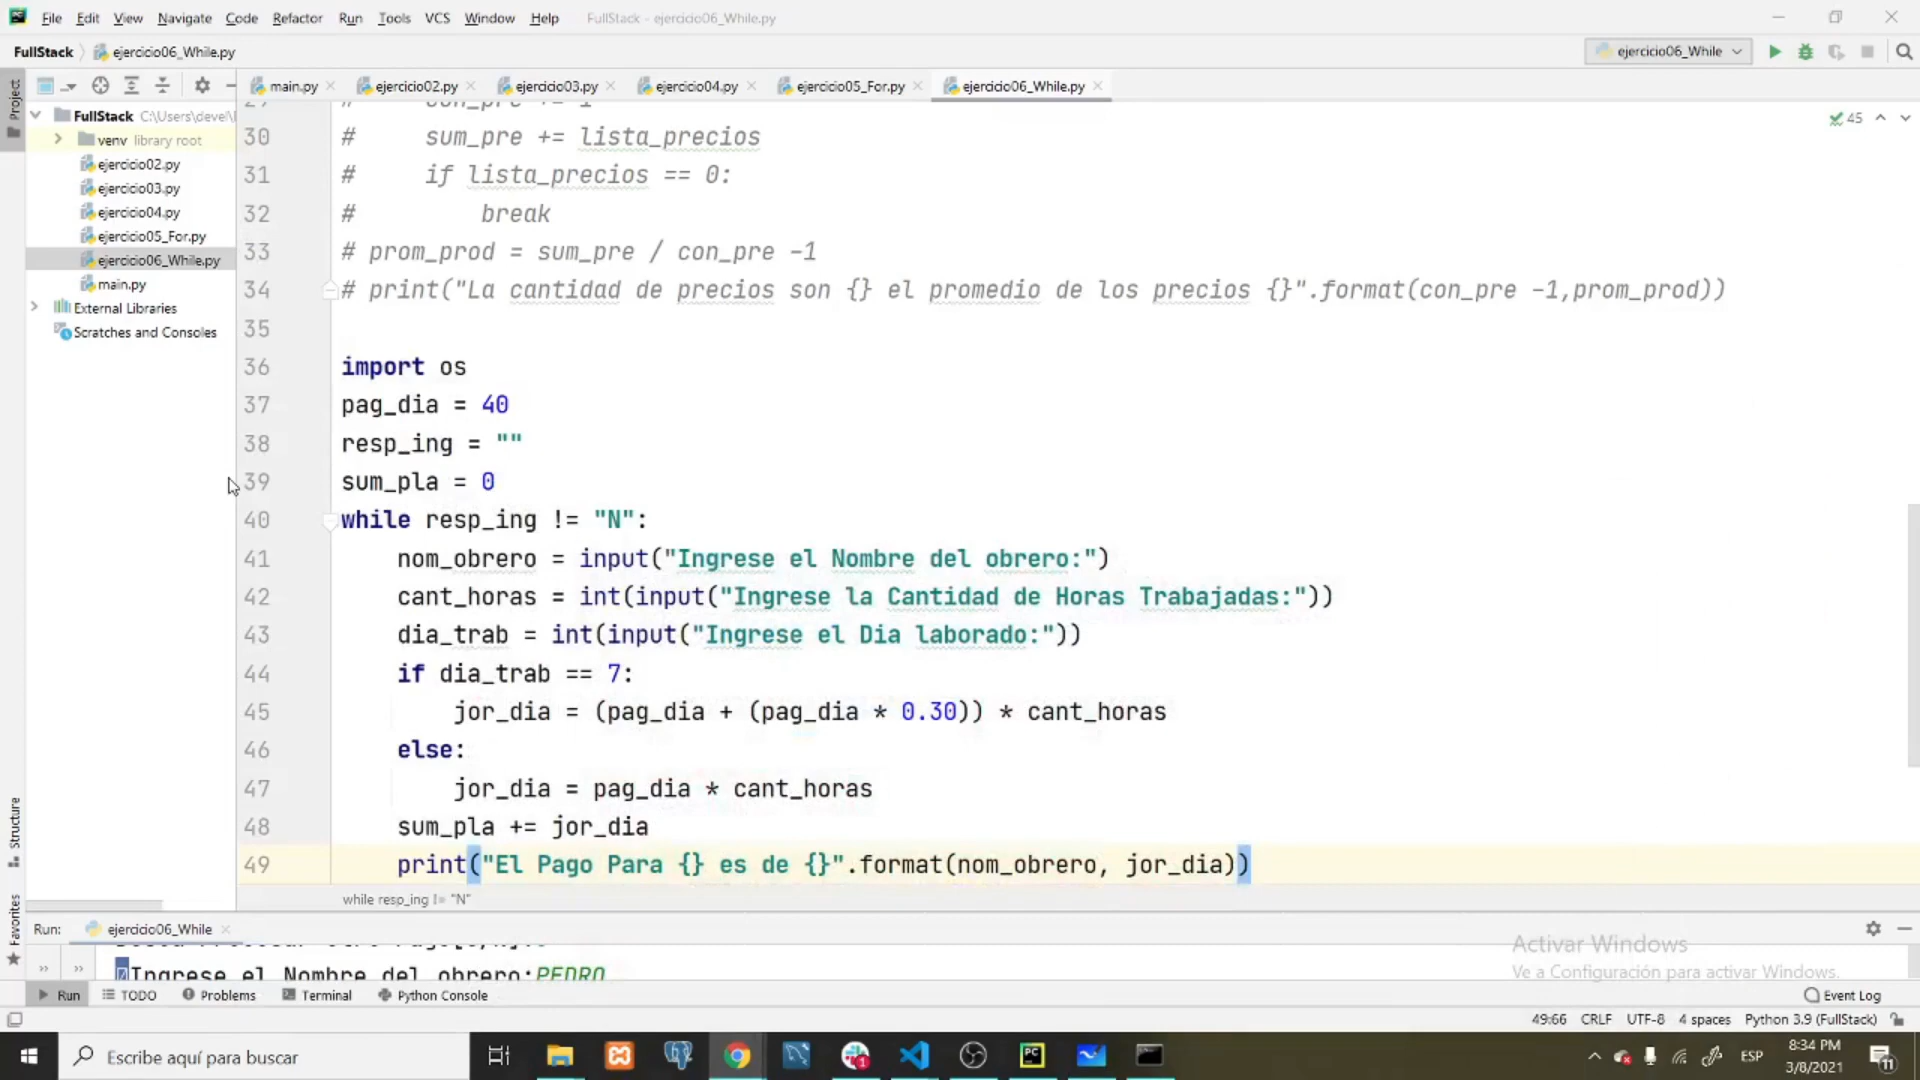 File Edit View Navigate Code Refactor Run Tools VCS Window Help FullStack - ejercicio06_While.py
FullStack ejercicio06_While.py ejercicio06_While
main.py ejercicio02.py ejercicio03.py ejercicio04.py ejercicio05_For.py ejercicio06_While.py
Project
FullStack C:\Users\devel\
venv library root
ejercicio02.py
ejercicio03.py
ejercicio04.py
ejercicio05_For.py
ejercicio06_While.py
main.py
External Libraries
Scratches and Consoles
45
29 # con_pre += 1
30 # sum_pre += lista_precios
31 # if lista_precios == 0:
32 # break
33 # prom_prod = sum_pre / con_pre -1
34 # print("La cantidad de precios son {} el promedio de los precios {}".format(con_pre -1,prom_prod))
35
36 import os
37 pag_dia = 40
38 resp_ing = ""
39 sum_pla = 0
40 while resp_ing != "N":
41 nom_obrero = input("Ingrese el Nombre del obrero:")
42 cant_horas = int(input("Ingrese la Cantidad de Horas Trabajadas:"))
43 dia_trab = int(input("Ingrese el Dia laborado:"))
44 if dia_trab == 7:
45 jor_dia = (pag_dia + (pag_dia * 0.30)) * cant_horas
46 else:
47 jor_dia = pag_dia * cant_horas
48 sum_pla += jor_dia
49 print("El Pago Para {} es de {}".format(nom_obrero, jor_dia))
while resp_ing != "N"
Structure
Favorites
Run: ejercicio06_While
Ingrese el Nombre del obrero:PEDRO
Activar Windows
Ve a Configuración para activar Windows.
Run TODO Problems Terminal Python Console Event Log
49:66 CRLF UTF-8 4 spaces Python 3.9 (FullStack)
Escribe aquí para buscar
ESP
8:34 PM
3/8/2021
11